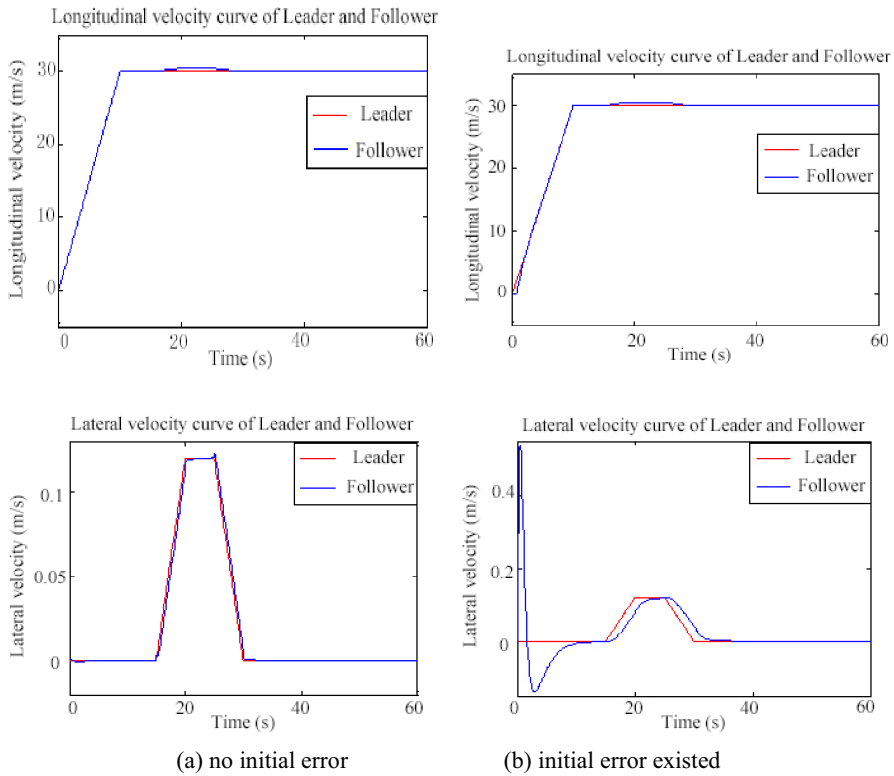 Longitudinal velocity curve of Leader and Follower
Longitudinal velocity (m/s)
30
20
10
0
Leader
Follower
0
20
40
60
Time (s)
Longitudinal velocity curve of Leader and Follower
Longitudinal velocity (m/s)
30
20
10
0
Leader
Follower
0
20
40
60
Time (s)
Lateral velocity curve of Leader and Follower
Lateral velocity (m/s)
0.1
0.05
0
Leader
Follower
0
20
40
60
Time (s)
Lateral velocity curve of Leader and Follower
Lateral velocity (m/s)
0.4
0.2
0
Leader
Follower
0
20
40
60
Time (s)
(a) no initial error
(b) initial error existed